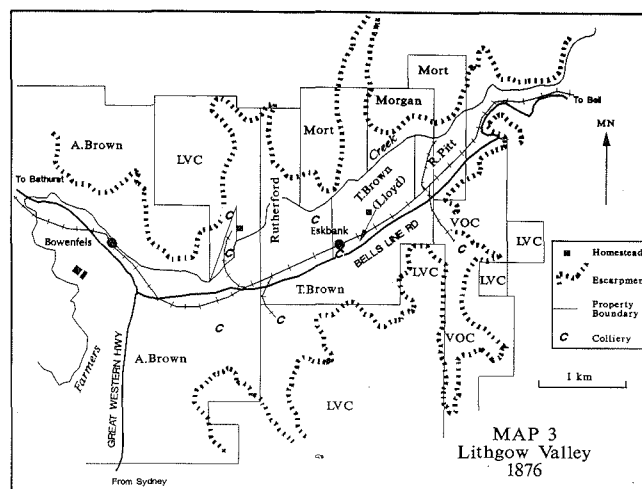 Mort
Morgan
Mort
To Bell
MN
A.Brown
LVC
Creek
R.Pitt
T.Brown
(Lloyd)
To Bathurst
Rutherford
C
C
C
Eskbank
C
Bowenfels
VOC
C
LVC
BELLS LINE RD
LVC
LVC
T.Brown
C
C
VOC
A.Brown
Farmers
GREAT WESTERN HWY
LVC
From Sydney
Homestead
Escarpment
Property
Boundary
C Colliery
1 km
MAP 3
Lithgow Valley
1876